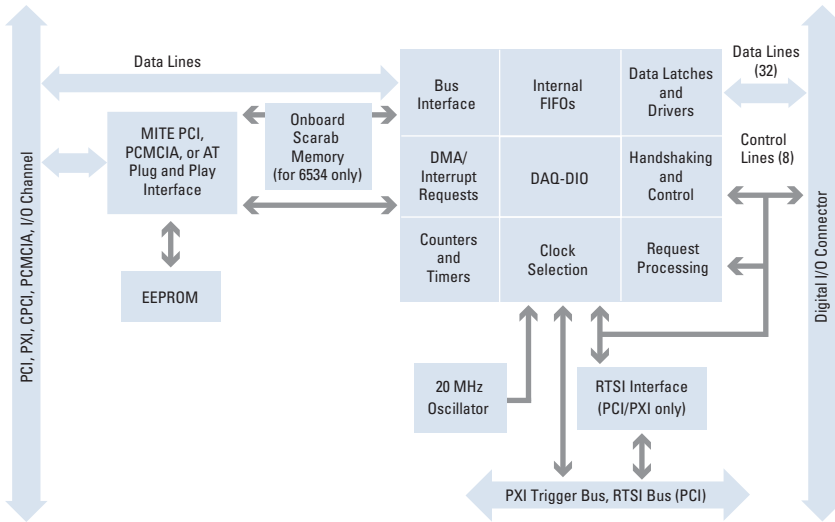 Data Lines
MITE PCI,
PCMCIA, or AT
Plug and Play
Interface
Onboard
Scarab
Memory
(for 6534 only)
EEPROM
PCI, PXI, CPCI, PCMCIA, I/O Channel
Bus
Interface
Internal
FIFOs
Data Latches
and
Drivers
DMA/
Interrupt
Requests
DAQ-DIO
Handshaking
and
Control
Counters
and
Timers
Clock
Selection
Request
Processing
Data Lines
(32)
Control
Lines (8)
Digital I/O Connector
20 MHz
Oscillator
RTSI Interface
(PCI/PXI only)
PXI Trigger Bus, RTSI Bus (PCI)